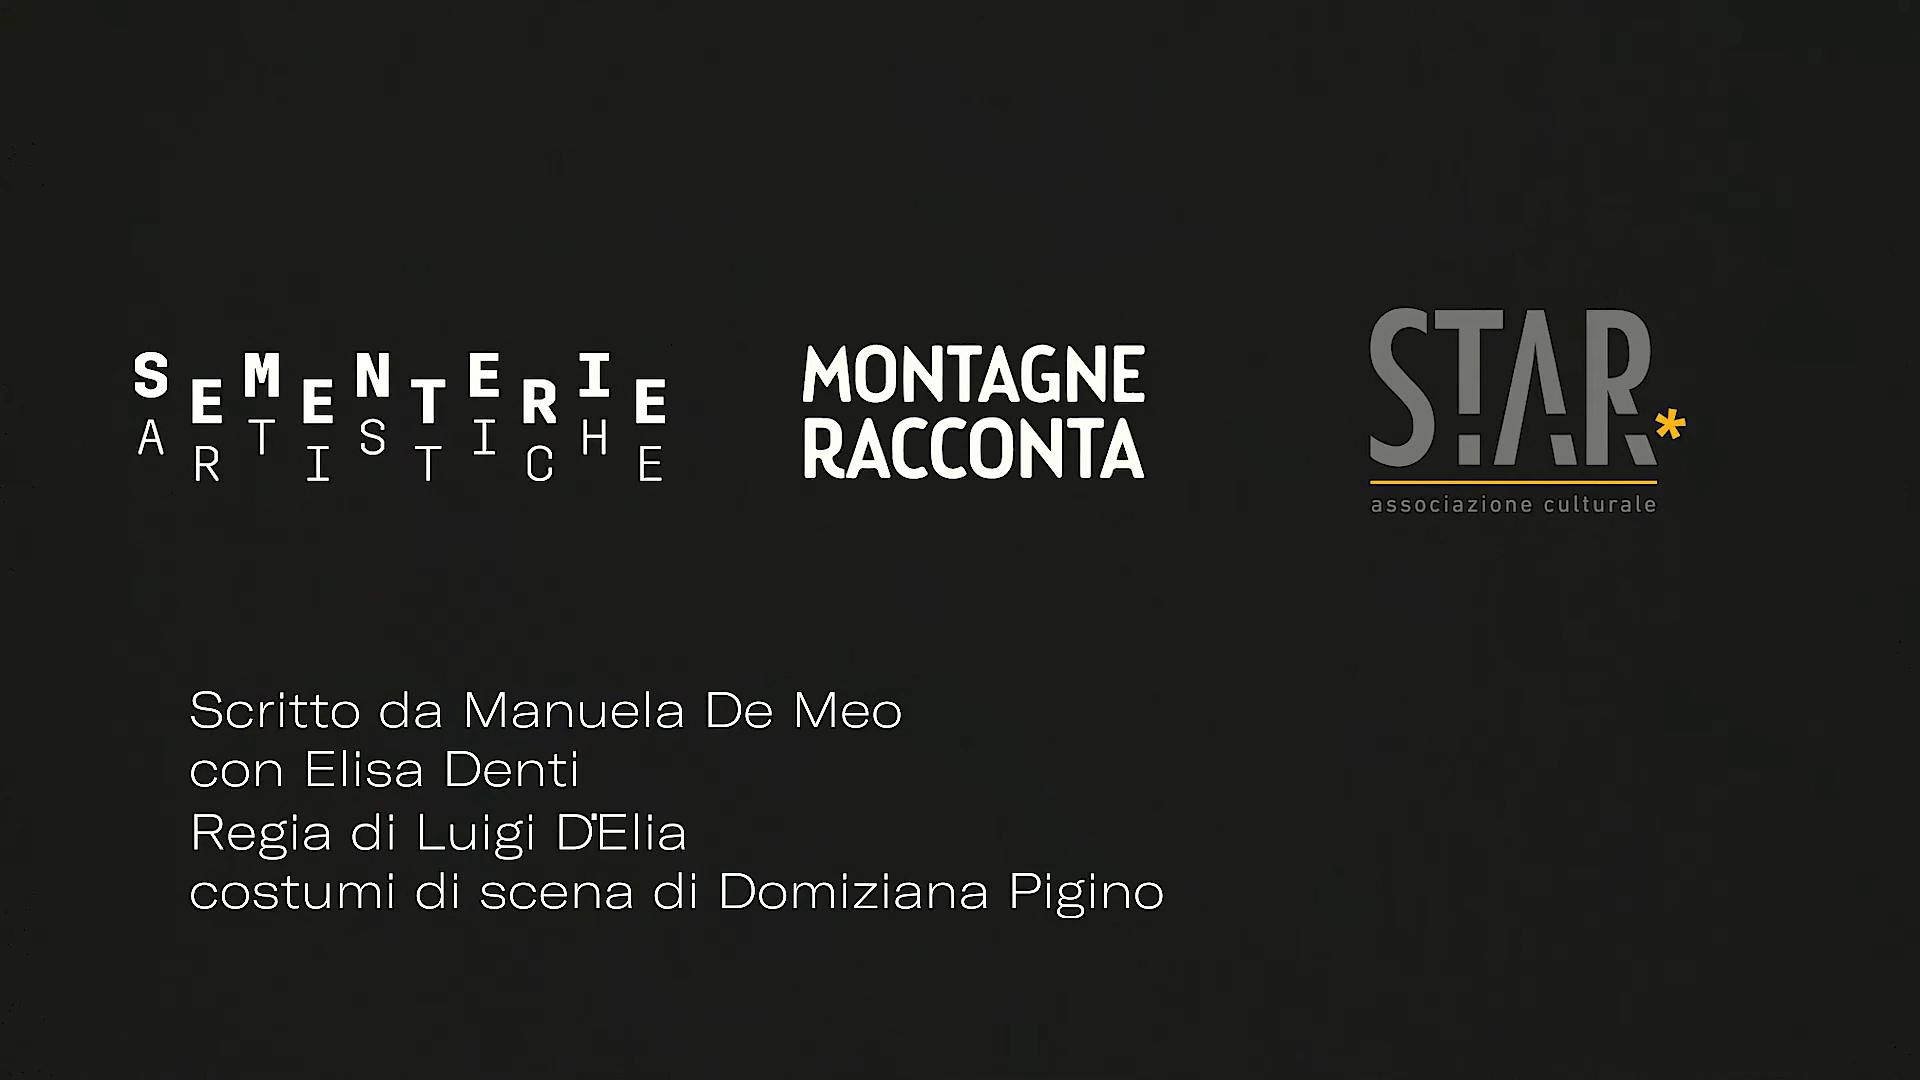 SEMENTERIE
ARTISTICHE
MONTAGNE
RACCONTA
STAR*
associazione culturale
Scritto da Manuela De Meo
con Elisa Denti
Regia di Luigi D'Elia
costumi di scena di Domiziana Pigino